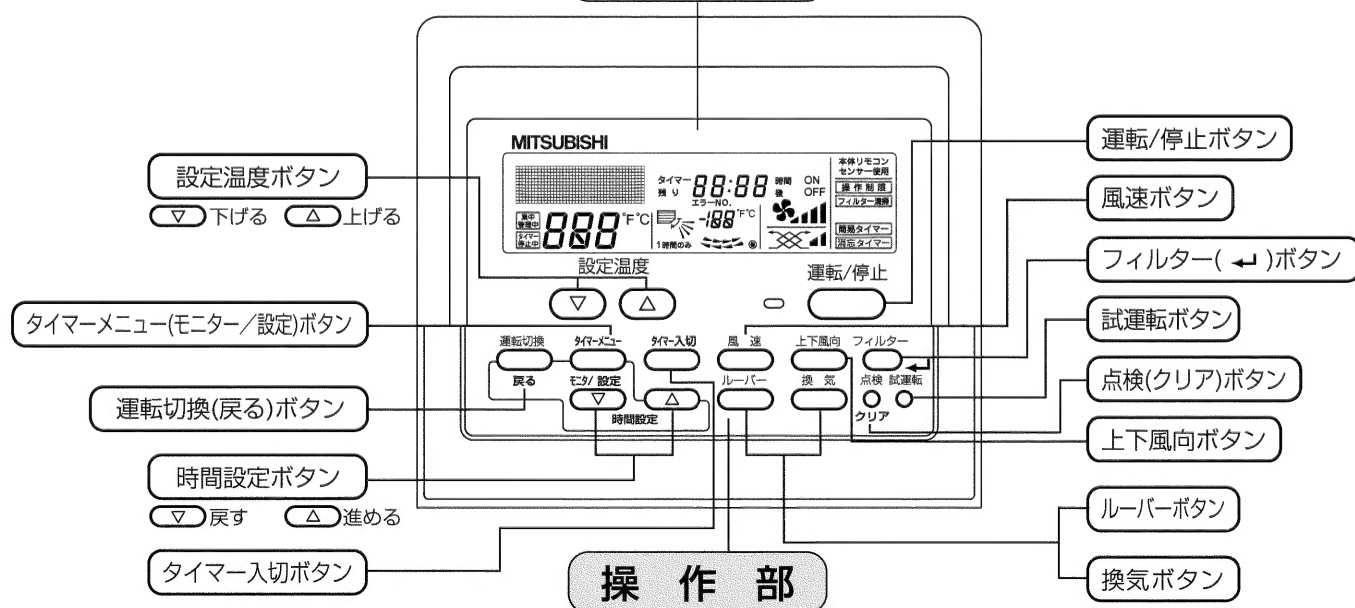 MITSUBISHI
タイマー 88:88 時間 ON
残り 後 OFF
エラーNO.
本体リモコン
センサー使用
操作制限
フィルター清掃
簡易タイマー
消忘タイマー
集中
管理中
タイマー
停止中
888 °F°C
-188 °F°C
1時間のみ
設定温度
▽ △
運転/停止
運転切換 タイマーメニュー タイマー入切 風 速 上下風向 フィルター
戻る モニタ/設定 ルーバー 換 気 点検 試運転
▽ △
時間設定
クリア
設定温度ボタン
▽ 下げる △ 上げる
タイマーメニュー(モニター/設定)ボタン
運転切換(戻る)ボタン
時間設定ボタン
▽ 戻す △ 進める
タイマー入切ボタン
操 作 部
運転/停止ボタン
風速ボタン
フィルター( ↵ )ボタン
試運転ボタン
点検(クリア)ボタン
上下風向ボタン
ルーバーボタン
換気ボタン